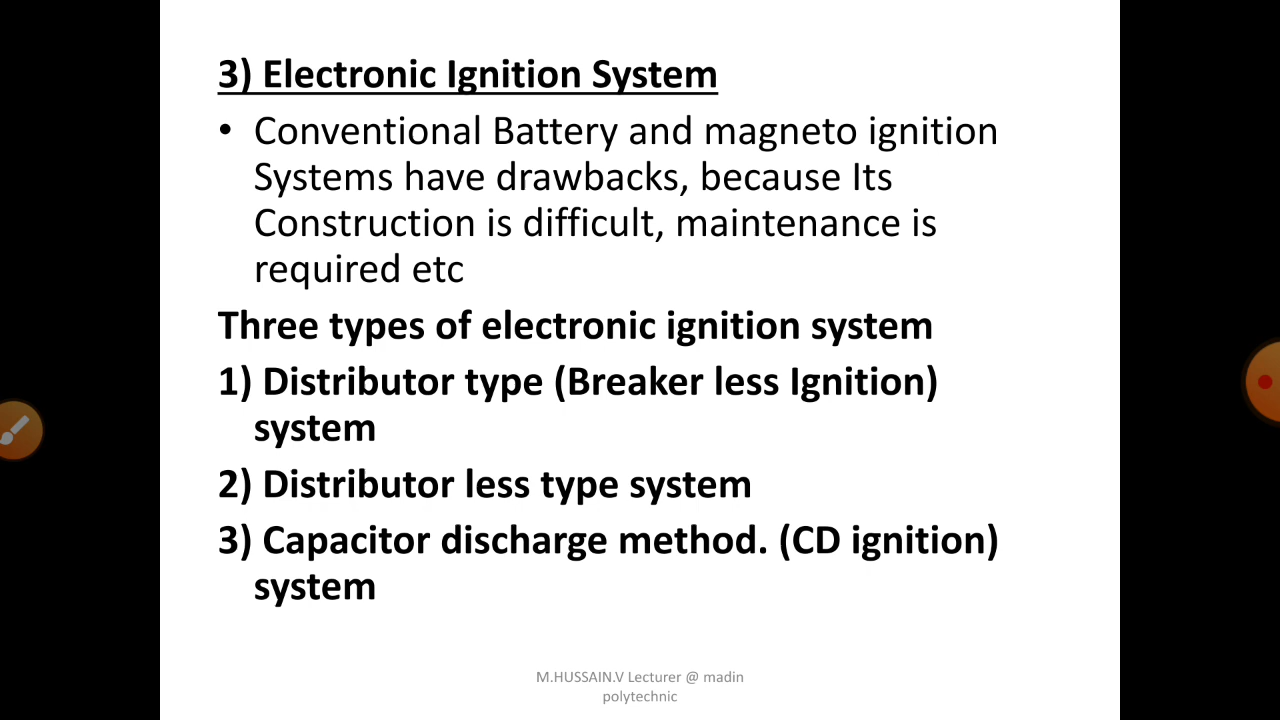 3) Electronic Ignition System
• Conventional Battery and magneto ignition
Systems have drawbacks, because Its
Construction is difficult, maintenance is
required etc
Three types of electronic ignition system
1) Distributor type (Breaker less Ignition)
system
2) Distributor less type system
3) Capacitor discharge method. (CD ignition)
system
M.HUSSAIN.V Lecturer @ madin
polytechnic